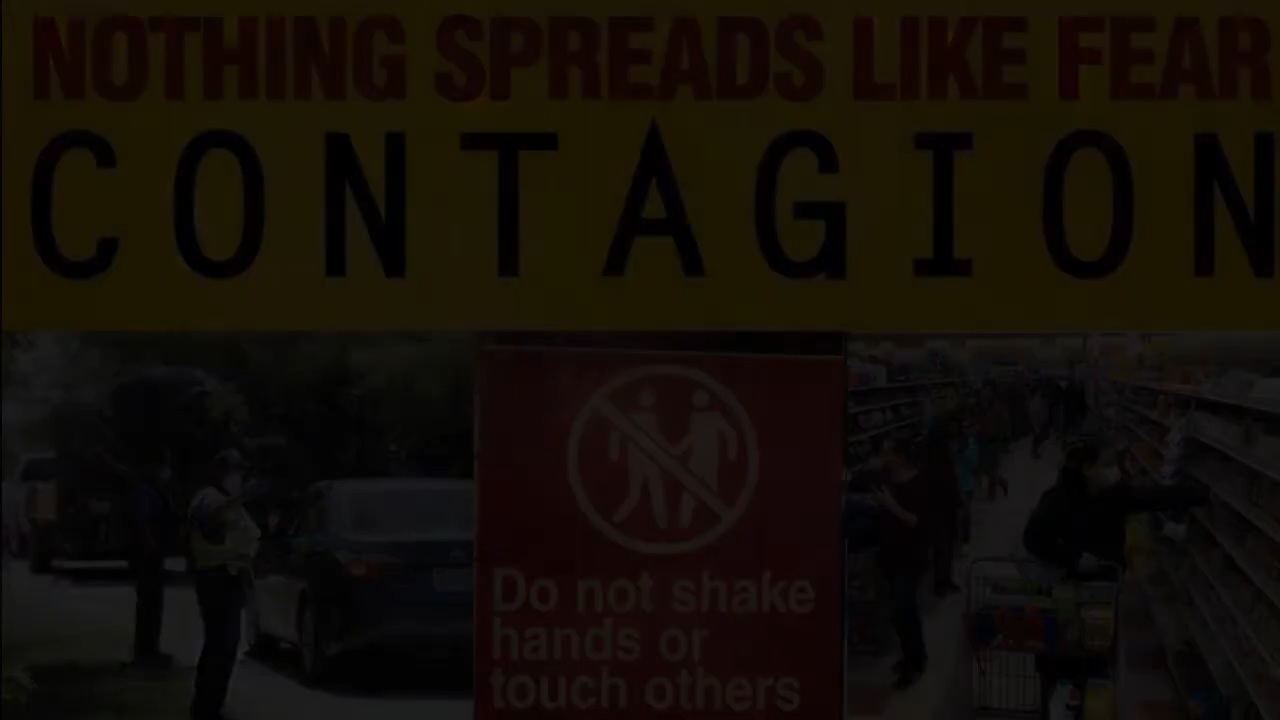 NOTHING SPREADS LIKE FEAR
CONTAGION
Do not shake
hands or
touch others